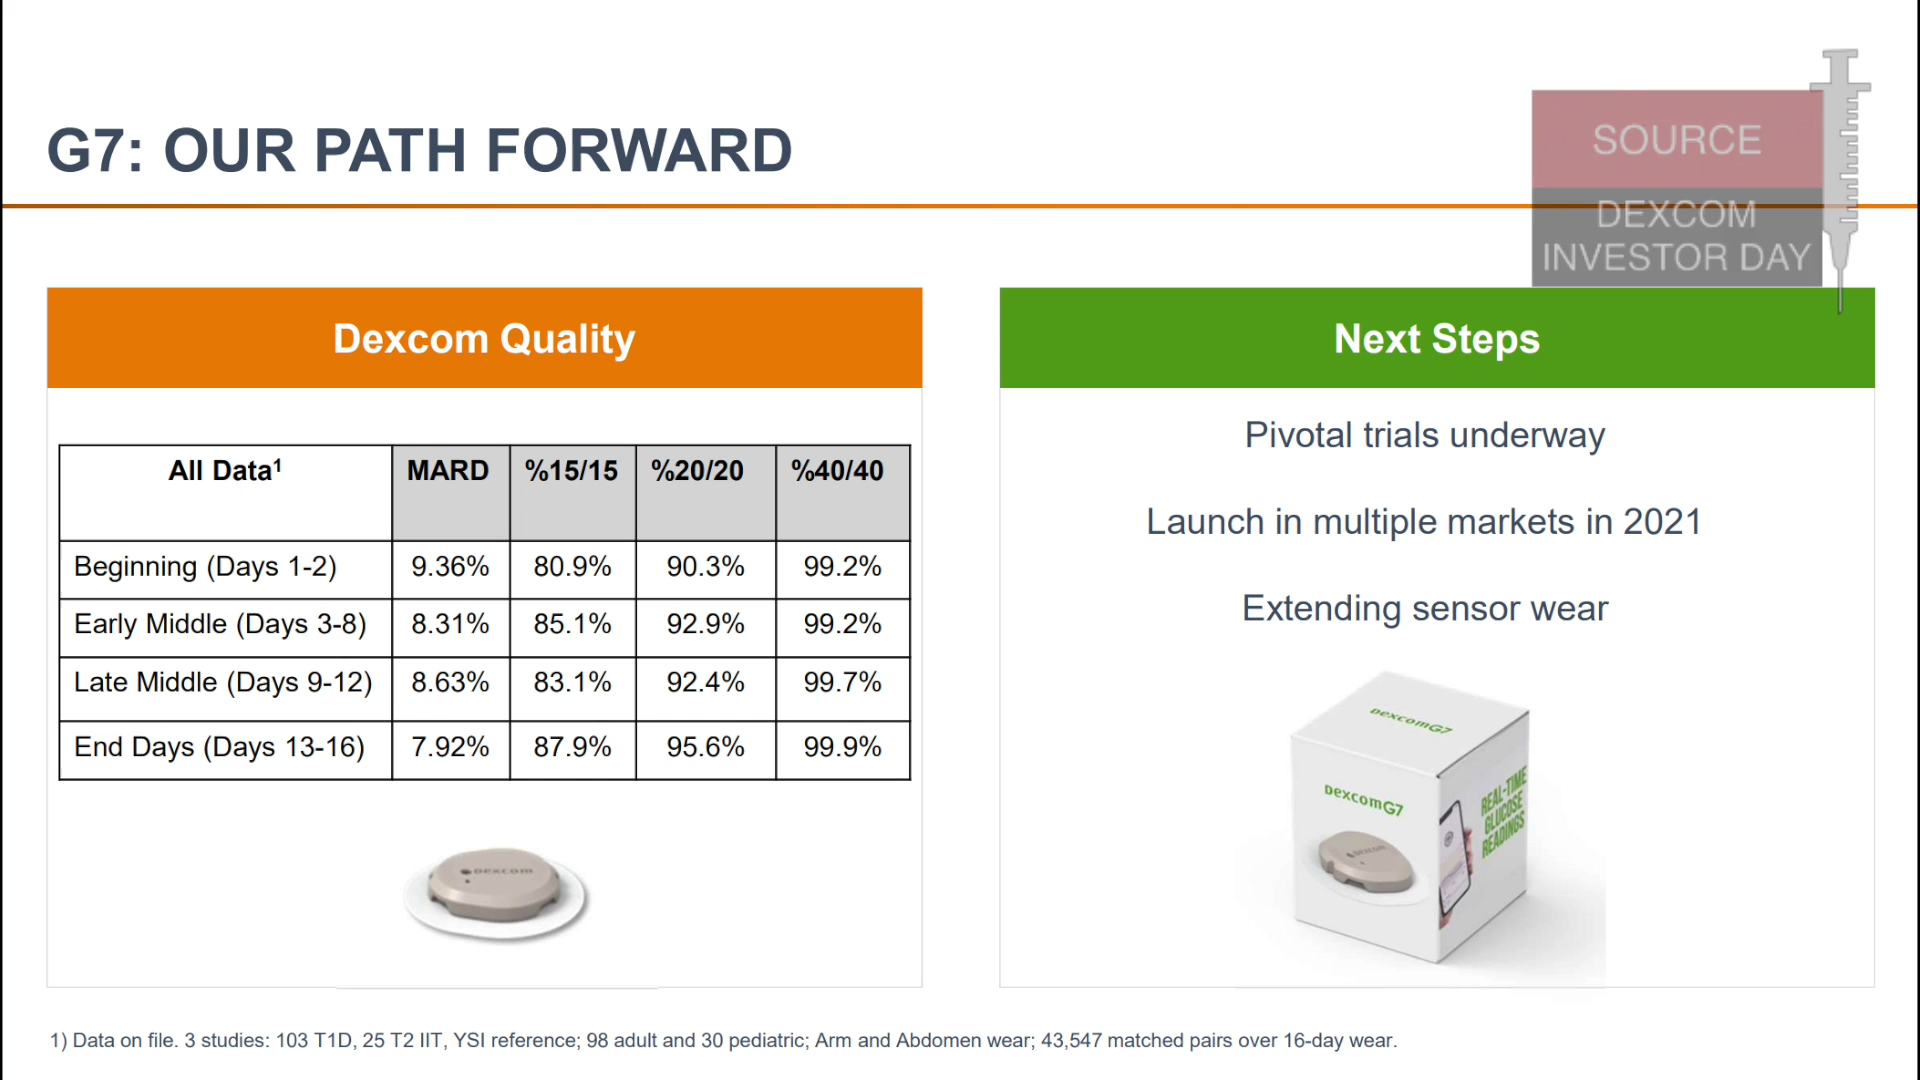 G7: OUR PATH FORWARD
SOURCE
DEXCOM
INVESTOR DAY
Dexcom Quality
All Data¹ MARD %15/15 %20/20 %40/40
Beginning (Days 1-2) 9.36% 80.9% 90.3% 99.2%
Early Middle (Days 3-8) 8.31% 85.1% 92.9% 99.2%
Late Middle (Days 9-12) 8.63% 83.1% 92.4% 99.7%
End Days (Days 13-16) 7.92% 87.9% 95.6% 99.9%
Dexcom
Next Steps
Pivotal trials underway
Launch in multiple markets in 2021
Extending sensor wear
DexcomG7
DexcomG7
REAL-TIME
GLUCOSE
READINGS
Dexcom
1) Data on file. 3 studies: 103 T1D, 25 T2 IIT, YSI reference; 98 adult and 30 pediatric; Arm and Abdomen wear; 43,547 matched pairs over 16-day wear.